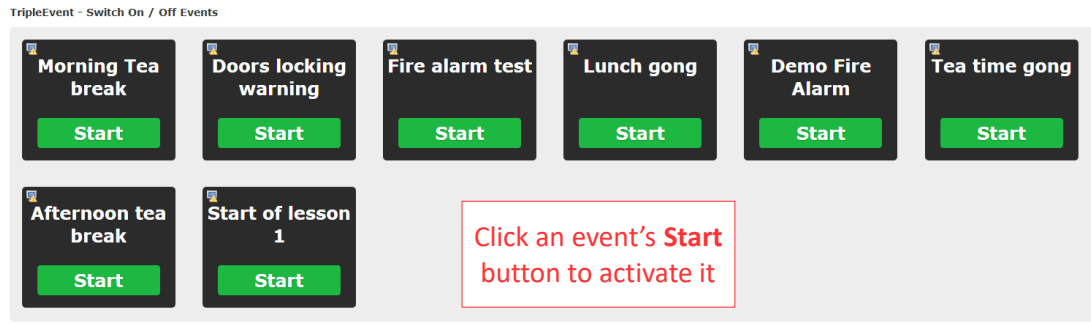 TripleEvent - Switch On / Off Events
Morning Tea
break
Start
Doors locking
warning
Start
Fire alarm test
Start
Lunch gong
Start
Demo Fire
Alarm
Start
Tea time gong
Start
Afternoon tea
break
Start
Start of lesson
1
Start
Click an event’s Start
button to activate it